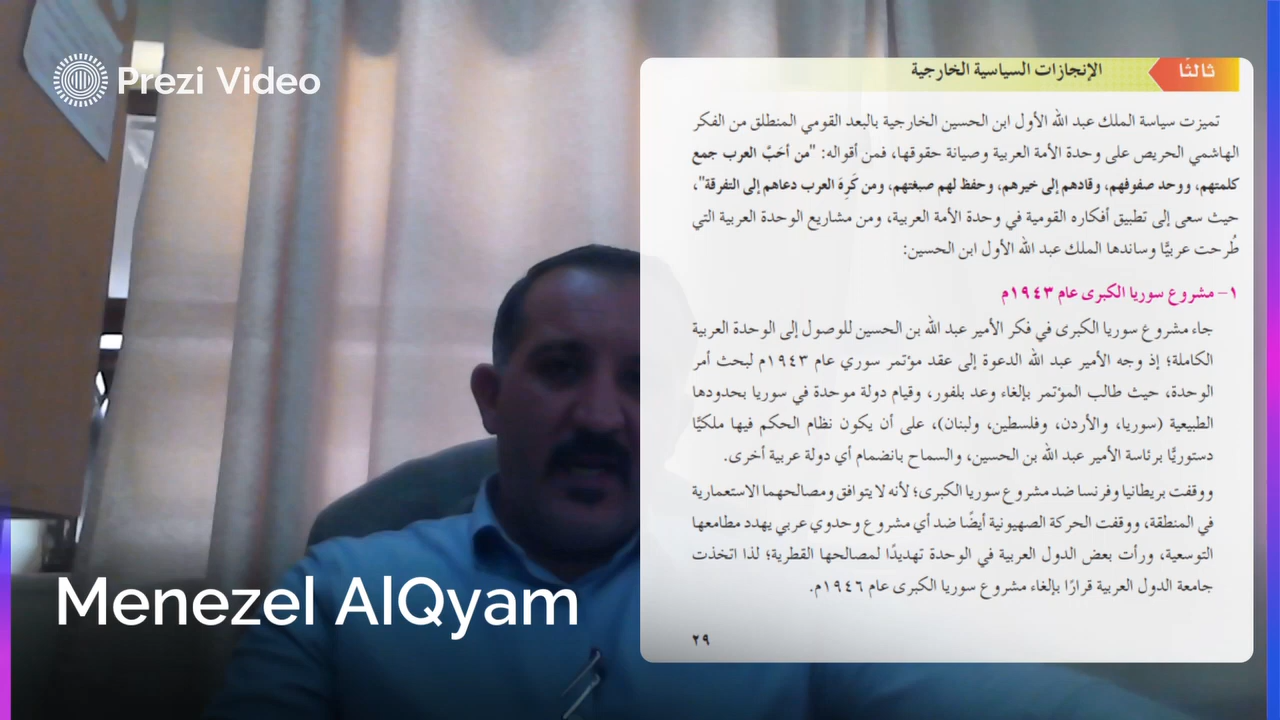 Prezi Video
Menezel AlQyam
ثالثًا
الإنجازات السياسية الخارجية
تميزت سياسة الملك عبد الله الأول ابن الحسين الخارجية بالبعد القومي المنطلق من الفكر
الهاشمي الحريص على وحدة الأمة العربية وصيانة حقوقها، فمن أقواله: "من أحَبَّ العرب جمع
كلمتهم، ووحد صفوفهم، وقادهم إلى خيرهم، وحفظ لهم صبغتهم، ومن كَرِهَ العرب دعاهم إلى التفرقة"،
حيث سعى إلى تطبيق أفكاره القومية في وحدة الأمة العربية، ومن مشاريع الوحدة العربية التي
طُرحت عربيًّا وساندها الملك عبد الله الأول ابن الحسين:
١- مشروع سوريا الكبرى عام ١٩٤٣م
جاء مشروع سوريا الكبرى في فكر الأمير عبد الله بن الحسين للوصول إلى الوحدة العربية
الكاملة؛ إذ وجه الأمير عبد الله الدعوة إلى عقد مؤتمر سوري عام ١٩٤٣م لبحث أمر
الوحدة، حيث طالب المؤتمر بإلغاء وعد بلفور، وقيام دولة موحدة في سوريا بحدودها
الطبيعية (سوريا، والأردن، وفلسطين، ولبنان)، على أن يكون نظام الحكم فيها ملكيًّا
دستوريًّا برئاسة الأمير عبد الله بن الحسين، والسماح بانضمام أي دولة عربية أخرى.
ووقفت بريطانيا وفرنسا ضد مشروع سوريا الكبرى؛ لأنه لا يتوافق ومصالحهما الاستعمارية
في المنطقة، ووقفت الحركة الصهيونية أيضًا ضد أي مشروع وحدوي عربي يهدد مطامعها
التوسعية، ورأت بعض الدول العربية في الوحدة تهديدًا لمصالحها القطرية؛ لذا اتخذت
جامعة الدول العربية قرارًا بإلغاء مشروع سوريا الكبرى عام ١٩٤٦م.
٢٩